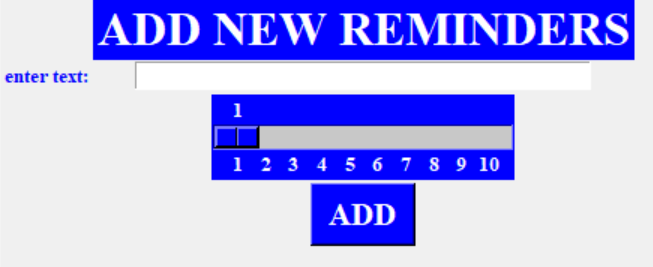 ADD NEW REMINDERS
enter text:
1
1 2 3 4 5 6 7 8 9 10
ADD